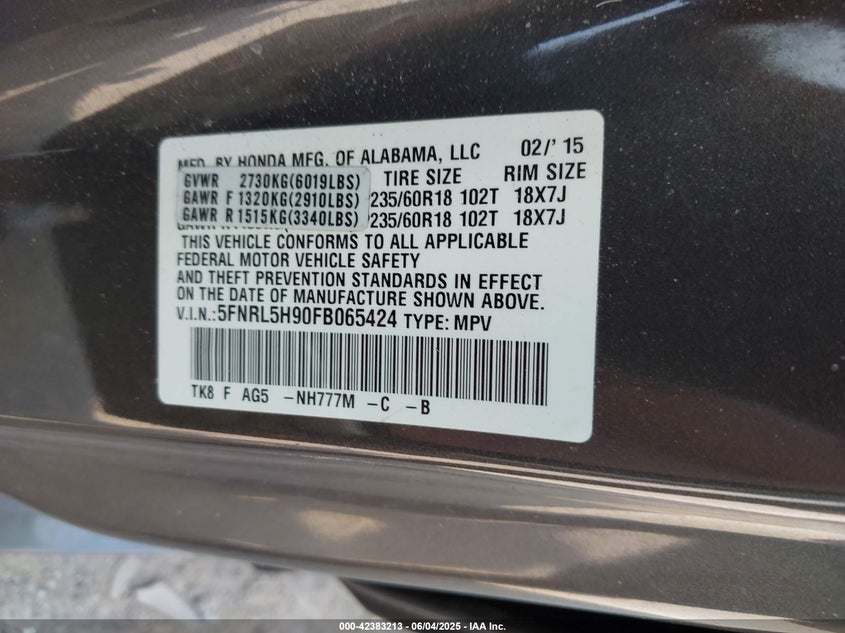 MFD. BY HONDA MFG. OF ALABAMA, LLC 02/'15
GVWR 2730KG(6019LBS) TIRE SIZE RIM SIZE
GAWR F 1320KG(2910LBS) 235/60R18 102T 18X7J
GAWR R 1515KG(3340LBS) 235/60R18 102T 18X7J
THIS VEHICLE CONFORMS TO ALL APPLICABLE
FEDERAL MOTOR VEHICLE SAFETY
AND THEFT PREVENTION STANDARDS IN EFFECT
ON THE DATE OF MANUFACTURE SHOWN ABOVE.
V.I.N.:5FNRL5H90FB065424 TYPE: MPV
TK8 F AG5 -NH777M -C -B
000-42383213 - 06/04/2025 - IAA Inc.